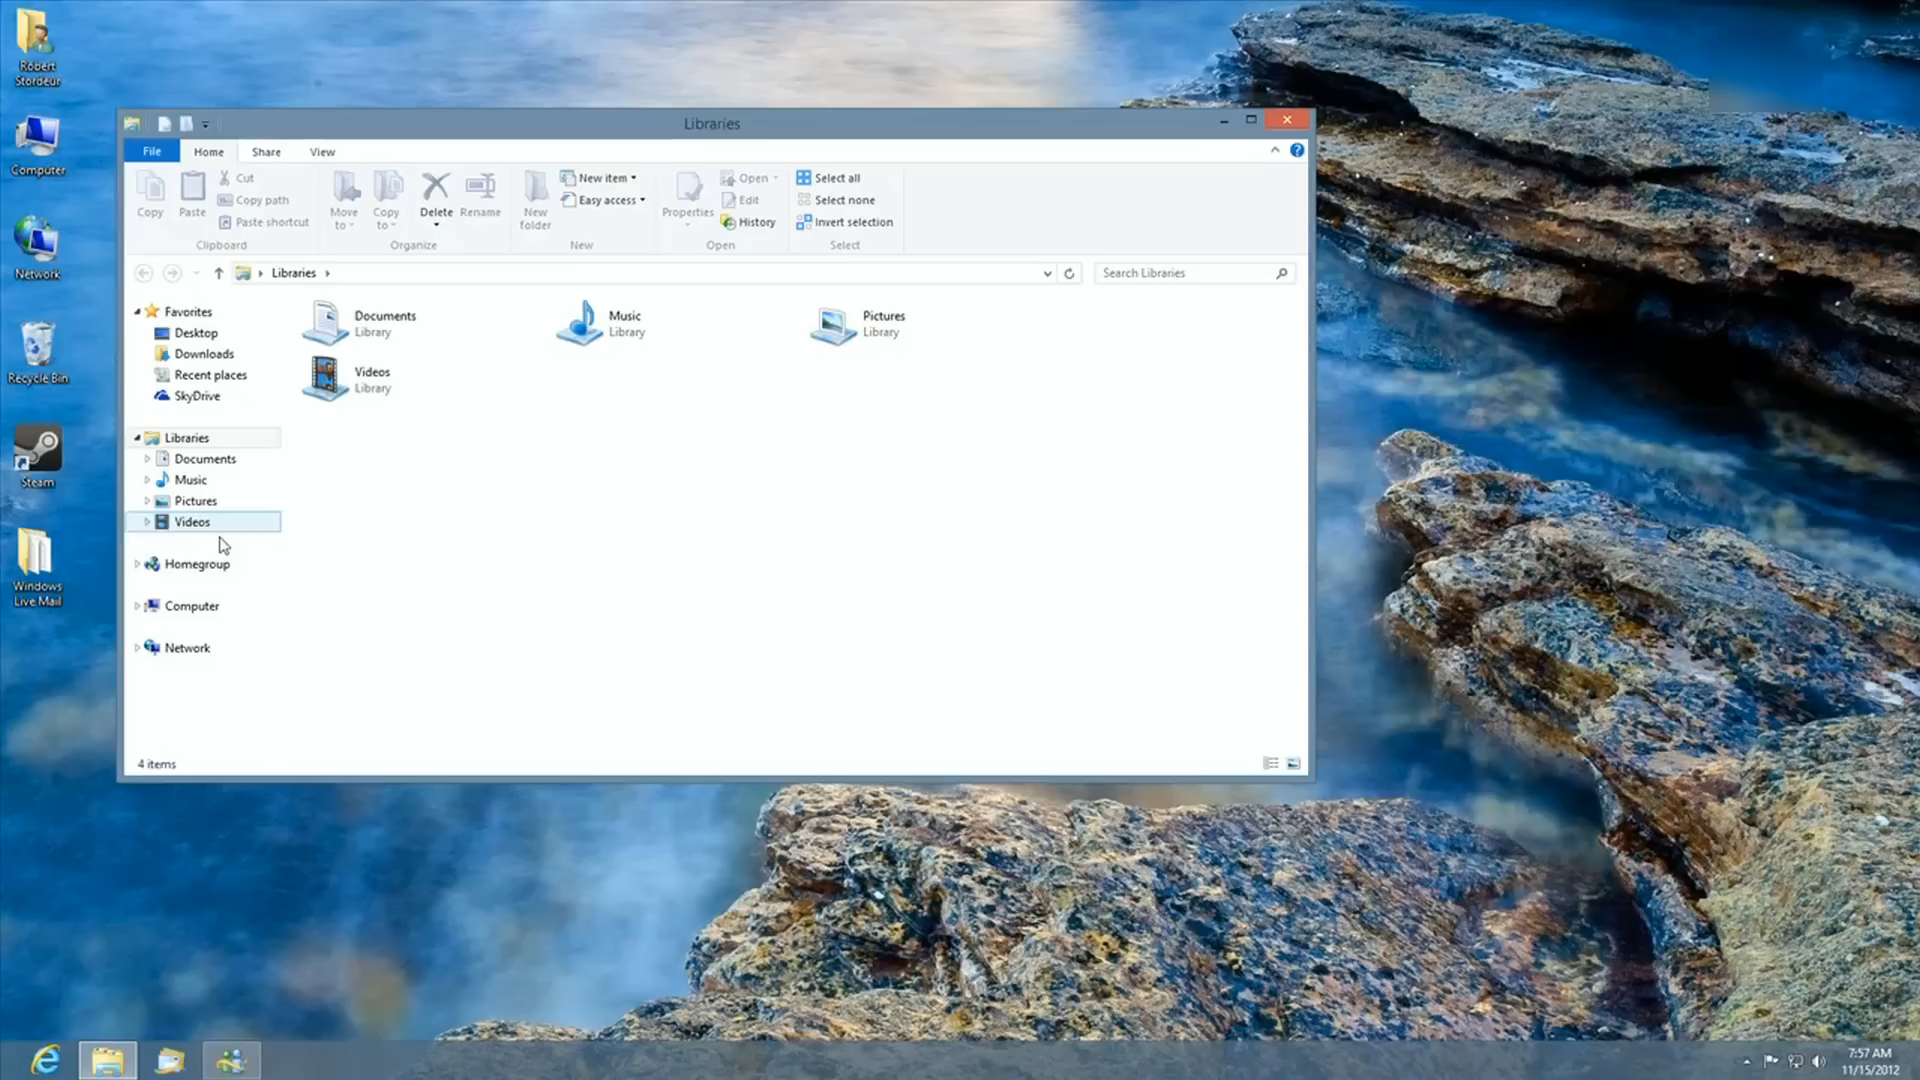 Robert
Stordeur
Computer
Network
Recycle Bin
Steam
Windows
Live Mail
Libraries
File
Home
Share
View
Copy
Paste
Cut
Copy path
Paste shortcut
Clipboard
Move
to
Copy
to
Delete
Rename
Organize
New
folder
New item
Easy access
New
Properties
Open
Edit
History
Open
Select all
Select none
Invert selection
Select
Libraries
Search Libraries
Favorites
Desktop
Downloads
Recent places
SkyDrive
Libraries
Documents
Music
Pictures
Videos
Homegroup
Computer
Network
Documents
Library
Music
Library
Pictures
Library
Videos
Library
4 items
7:57 AM
11/15/2012